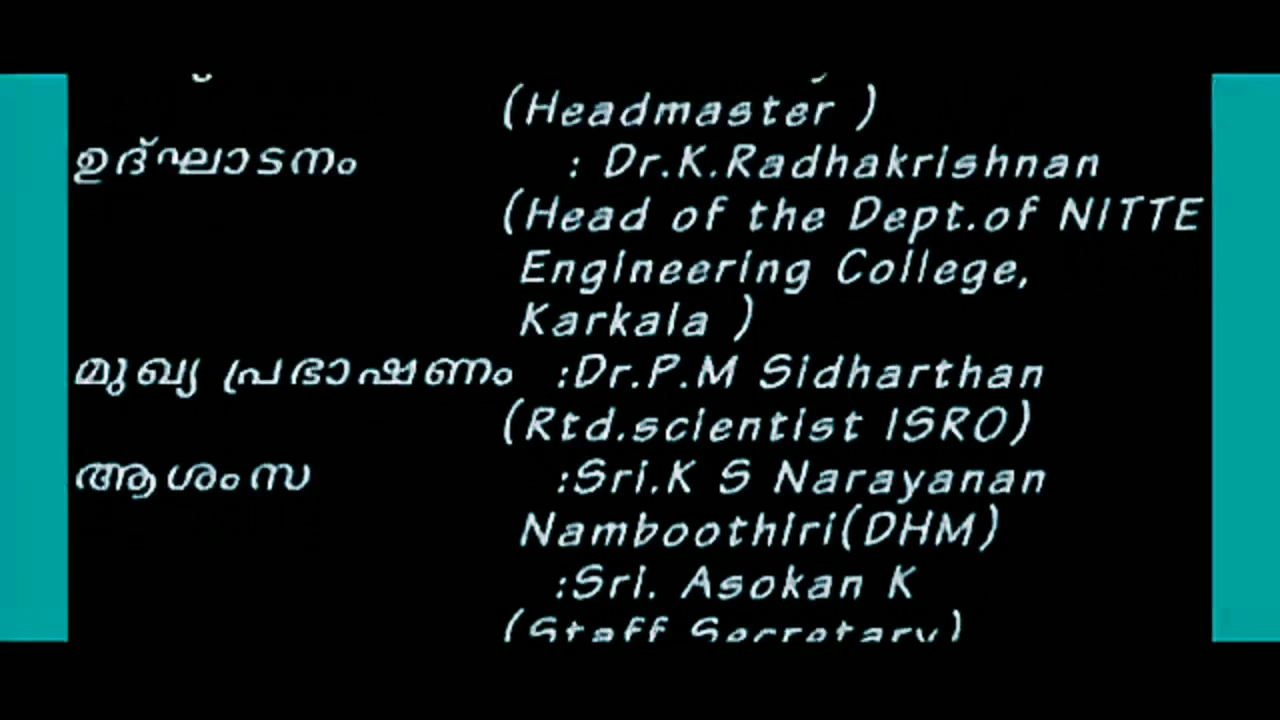 (Headmaster )
ഉദ്ഘാടനം : Dr.K.Radhakrishnan
(Head of the Dept.of NITTE
Engineering College,
Karkala )
മുഖ്യ പ്രഭാഷണം :Dr.P.M Sidharthan
(Rtd.scientist ISRO)
ആശംസ :Sri.K S Narayanan
Namboothiri(DHM)
:Sri. Asokan K
(Staff Secretary)